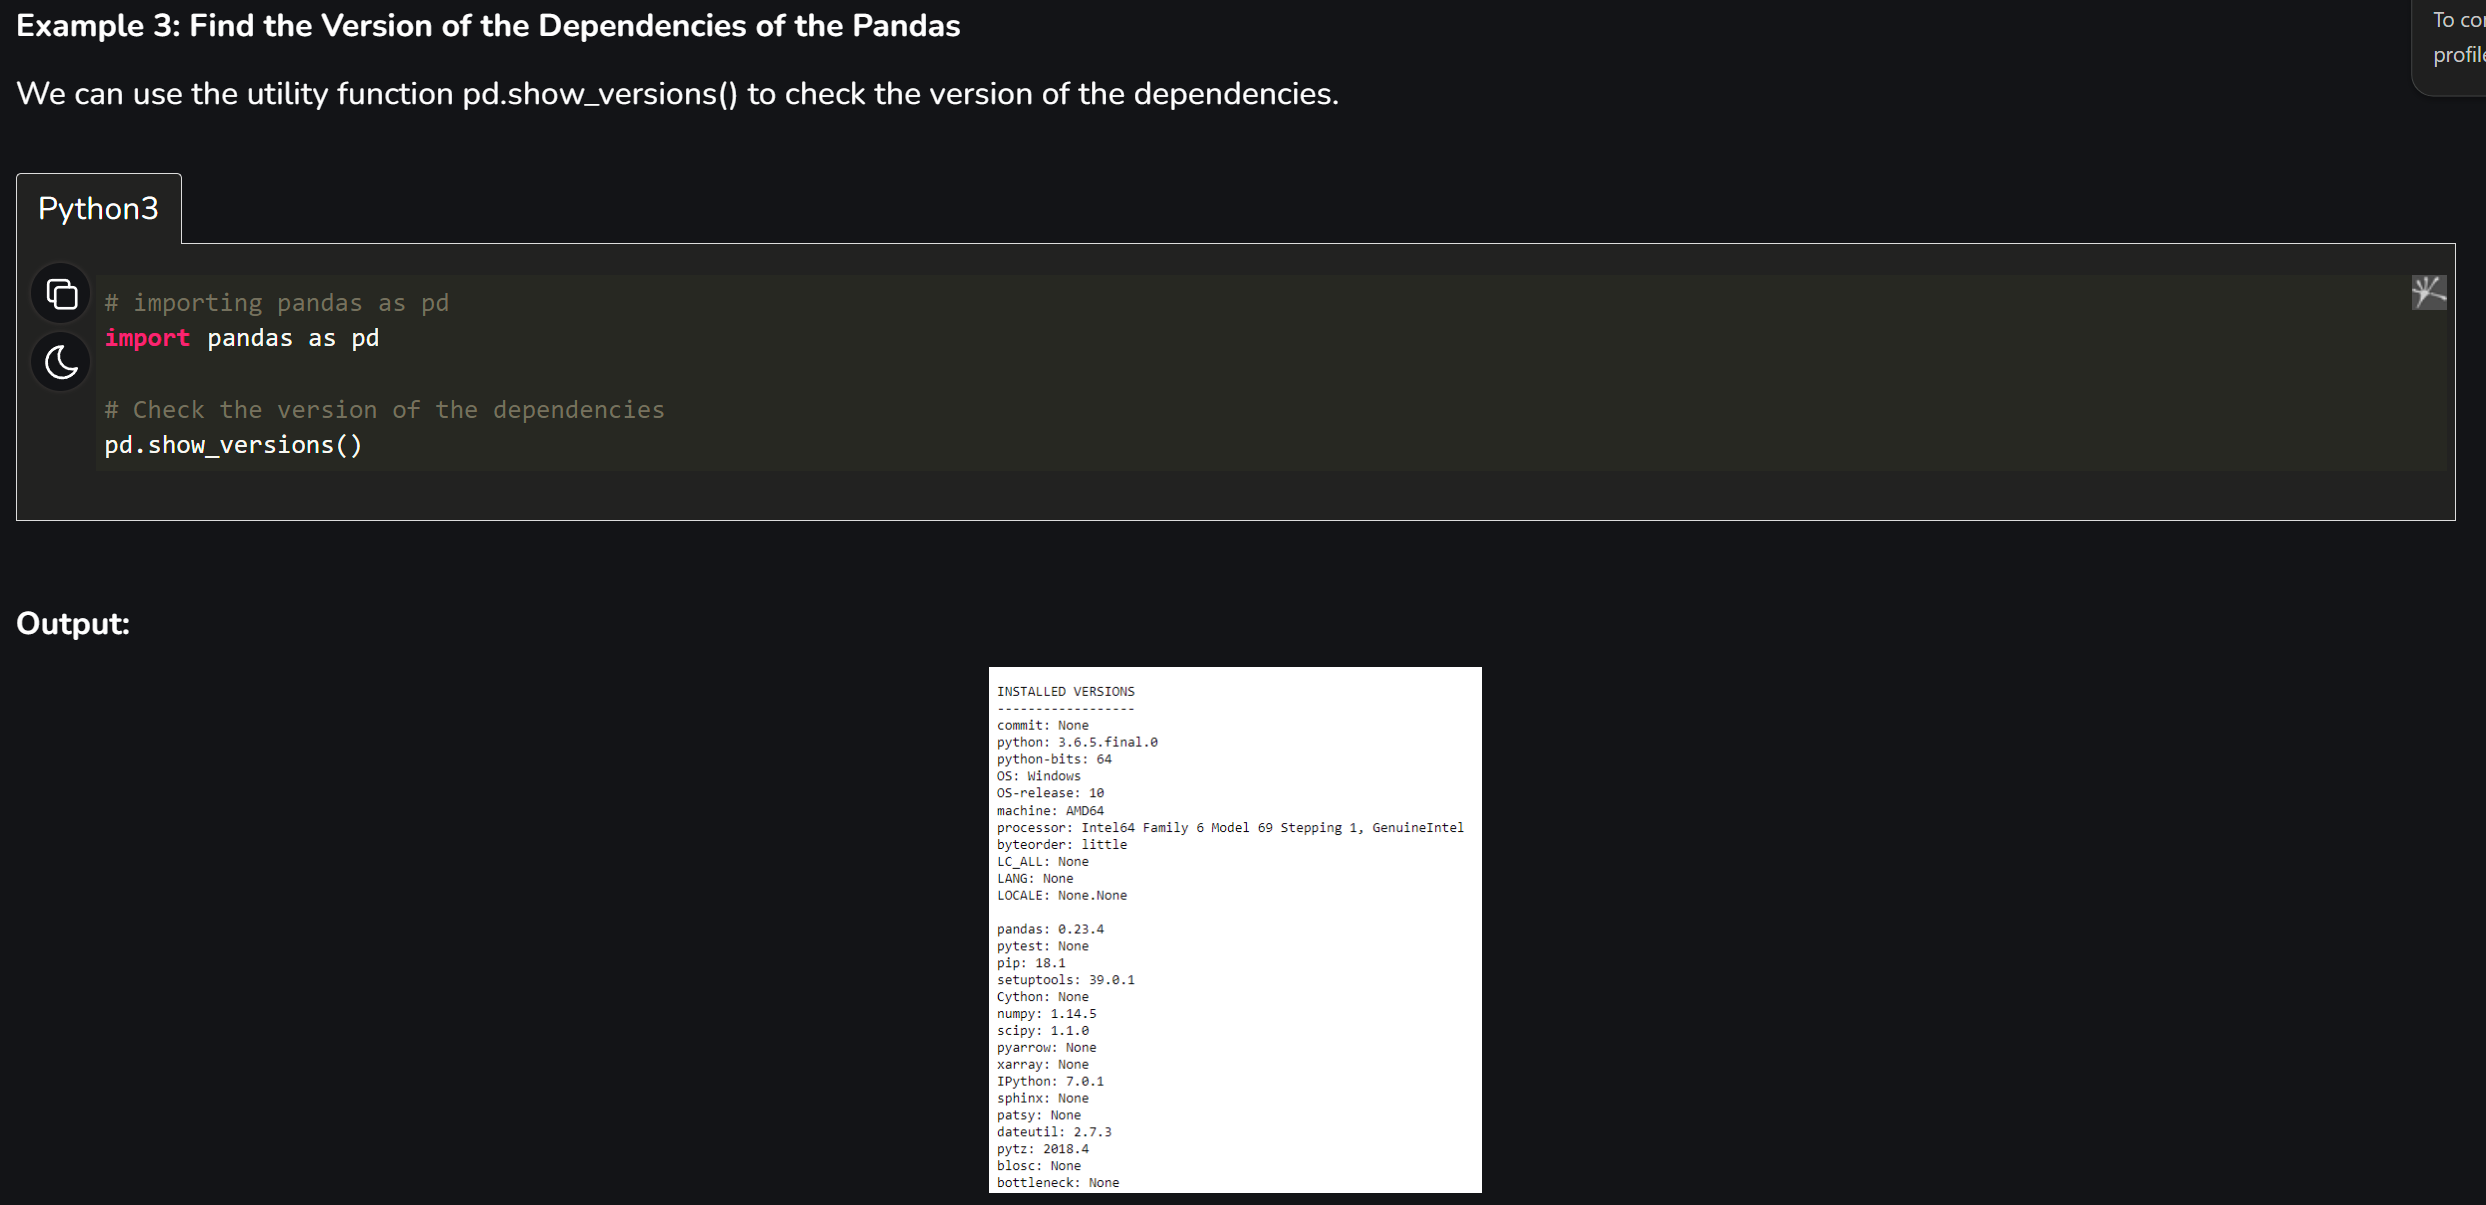 Example 3: Find the Version of the Dependencies of the Pandas
To co
profile
We can use the utility function pd.show_versions() to check the version of the dependencies.
Python3
# importing pandas as pd
import pandas as pd
# Check the version of the dependencies
pd.show_versions()
Output:
INSTALLED VERSIONS
------------------
commit: None
python: 3.6.5.final.0
python-bits: 64
OS: Windows
OS-release: 10
machine: AMD64
processor: Intel64 Family 6 Model 69 Stepping 1, GenuineIntel
byteorder: little
LC_ALL: None
LANG: None
LOCALE: None.None
pandas: 0.23.4
pytest: None
pip: 18.1
setuptools: 39.0.1
Cython: None
numpy: 1.14.5
scipy: 1.1.0
pyarrow: None
xarray: None
IPython: 7.0.1
sphinx: None
patsy: None
dateutil: 2.7.3
pytz: 2018.4
blosc: None
bottleneck: None